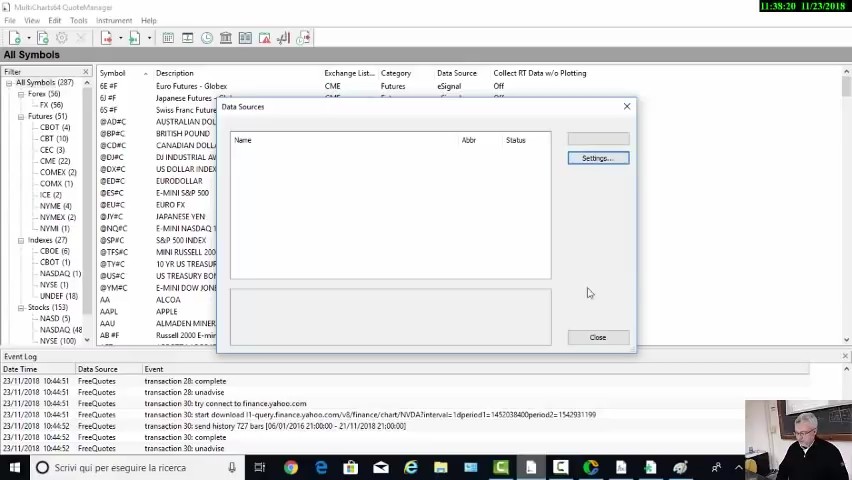 MultiCharts64 QuoteManager
11:38:20 11/23/2018
File View Edit Tools Instrument Help
All Symbols
Filter
All Symbols (287)
Forex (56)
FX (56)
Futures (51)
CBOT (4)
CBT (10)
CEC (3)
CME (22)
COMEX (2)
COMX (1)
ICE (2)
NYME (4)
NYMEX (2)
NYMI (1)
Indexes (27)
CBOE (6)
CBOT (1)
NASDAQ (1)
NYSE (1)
UNDEF (18)
Stocks (153)
NASD (5)
NASDAQ (48
NYSE (100)
Symbol Description Exchange List... Category Data Source Collect RT Data w/o Plotting
6E #F Euro Futures - Globex CME Futures eSignal Off
6J #F Japanese Futures
6S #F Swiss Franc Futur
@AD#C AUSTRALIAN DOL
@BP#C BRITISH POUND
@CD#C CANADIAN DOLL
@DJ#C DJ INDUSTRIAL AV
@DX#C US DOLLAR INDEX
@ED#C EURODOLLAR
@ES#C E-MINI S&P 500
@EU#C EURO FX
@JY#C JAPANESE YEN
@NQ#C E-MINI NASDAQ
@SP#C S&P 500 INDEX
@TFS#C MINI RUSSELL 200
@TY#C 10 YR US TREASUR
@US#C US TREASURY BON
@YM#C E-MINI DOW JONE
AA ALCOA
AAPL APPLE
AAU ALMADEN MINER
AB #F Russell 2000 E-min
Data Sources
Name Abbr Status
Settings...
Close
Event Log
Date Time Data Source Event
23/11/2018 10:44:51 FreeQuotes transaction 28: complete
23/11/2018 10:44:51 FreeQuotes transaction 28: unadvise
23/11/2018 10:44:51 FreeQuotes transaction 30: try connect to finance.yahoo.com
23/11/2018 10:44:51 FreeQuotes transaction 30: start download l1-query.finance.yahoo.com/v8/finance/chart/NVDA?interval=1dperiod1=1452038400period2=1542931199
23/11/2018 10:44:52 FreeQuotes transaction 30: send history 727 bars [06/01/2016 21:00:00 - 21/11/2018 21:00:00]
23/11/2018 10:44:52 FreeQuotes transaction 30: complete
23/11/2018 10:44:52 FreeQuotes transaction 30: unadvise
Scrivi qui per eseguire la ricerca